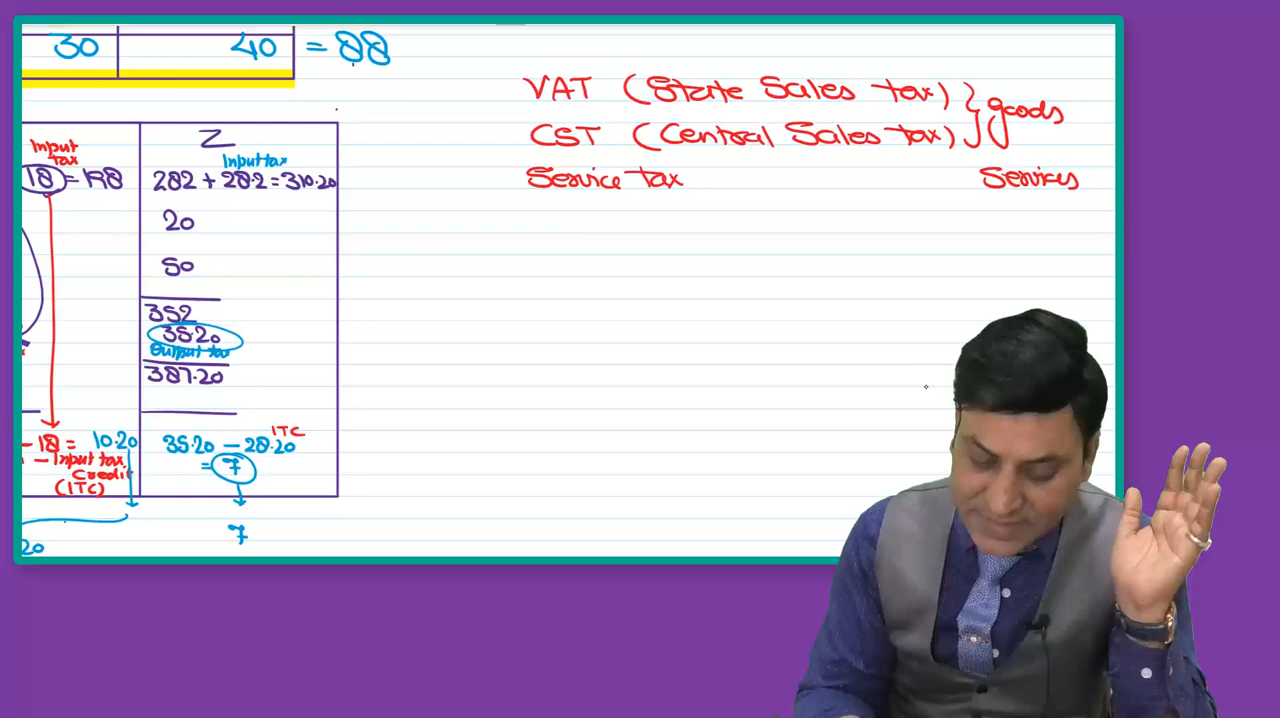 30 40 = 88
VAT (State Sales tax) } goods
CST (Central Sales tax)
Service tax Services
Input tax
18 = 198
Z
Input tax
282 + 28.2 = 310.20
20
50
352
35.20
Output tax
387.20
- 18 = 10.20
- Input tax Credit (ITC)
ITC
35.20 - 28.20
= 7
7
20